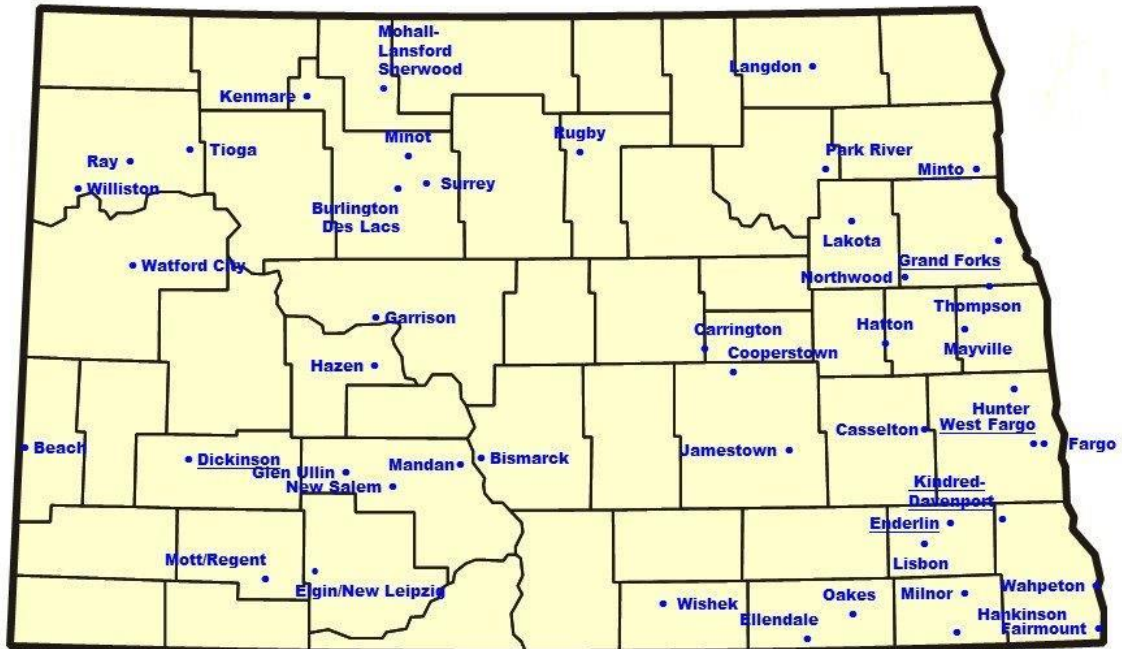 Mohall-
Lansford
Sherwood
Langdon
Kenmare
Rugby
Minot
Tioga
Ray
Park River
Minto
Surrey
Williston
Burlington
Des Lacs
Lakota
Grand Forks
Watford City
Northwood
Thompson
Garrison
Hatton
Carrington
Mayville
Cooperstown
Hazen
Hunter
West Fargo
Casselton
Fargo
Beach
Jamestown
Bismarck
Dickinson
Mandan
Glen Ullin
New Salem
Kindred-
Davenport
Enderlin
Mott/Regent
Lisbon
Wahpeton
Elgin/New Leipzig
Oakes
Milnor
Wishek
Hankinson
Ellendale
Fairmount